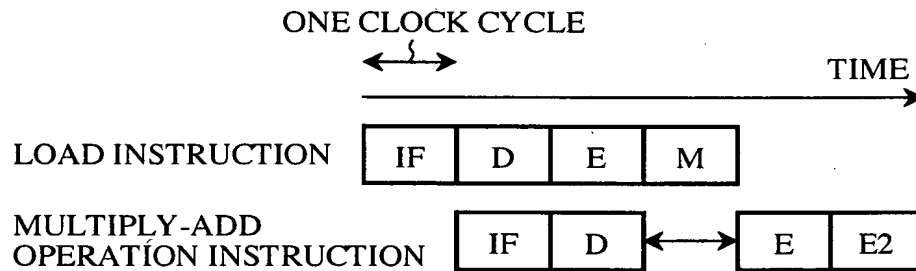 ONE CLOCK CYCLE
TIME
LOAD INSTRUCTION IF D E M
MULTIPLY-ADD
OPERATION INSTRUCTION IF D E E2